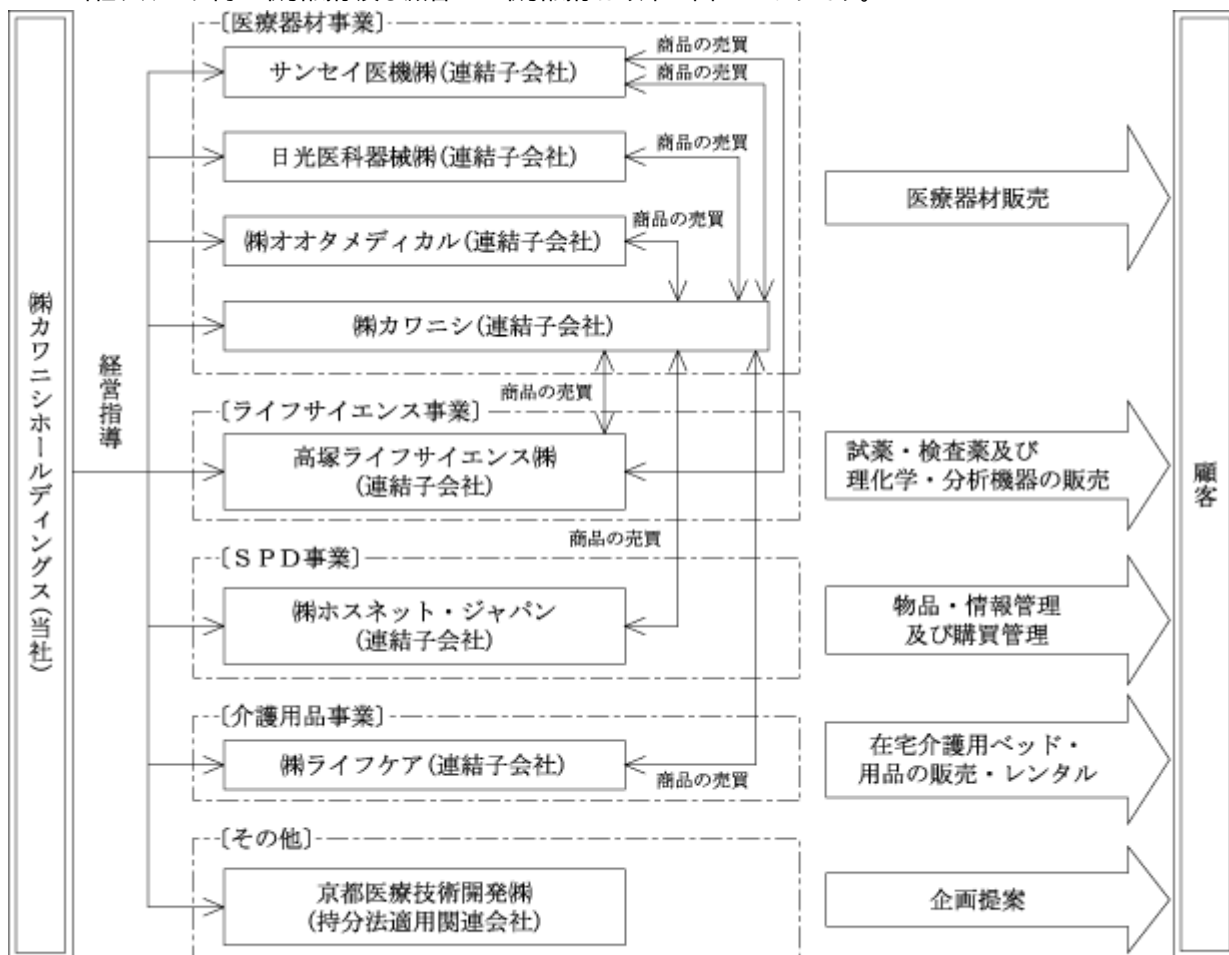 〔医療器材事業〕
商品の売買
サンセイ医機㈱(連結子会社)
商品の売買
日光医科器械㈱(連結子会社)
商品の売買
医療器材販売
商品の売買
㈱オオタメディカル(連結子会社)
㈱カワニシ(連結子会社)
㈱カワニシホールディングス(当社)
経営指導
商品の売買
〔ライフサイエンス事業〕
高塚ライフサイエンス㈱
(連結子会社)
試薬・検査薬及び
理化学・分析機器の販売
顧客
商品の売買
〔ＳＰＤ事業〕
㈱ホスネット・ジャパン
(連結子会社)
物品・情報管理
及び購買管理
〔介護用品事業〕
㈱ライフケア(連結子会社)
商品の売買
在宅介護用ベッド・
用品の販売・レンタル
〔その他〕
京都医療技術開発㈱
(持分法適用関連会社)
企画提案